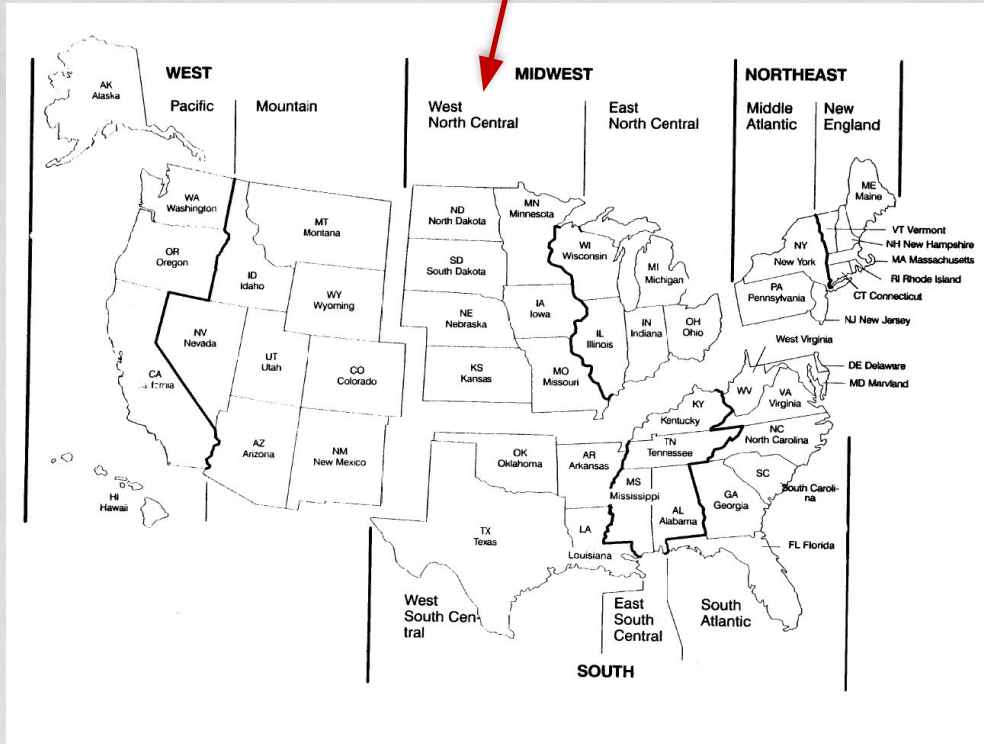 WEST
MIDWEST
NORTHEAST
Pacific
Mountain
West
North Central
East
North Central
Middle
Atlantic
New
England
AK
Alaska
WA
Washington
OR
Oregon
CA
HI
Hawaii
MT
Montana
ID
Idaho
WY
Wyoming
NV
Nevada
UT
Utah
CO
Colorado
AZ
Arizona
NM
New Mexico
ND
North Dakota
SD
South Dakota
NE
Nebraska
KS
Kansas
MN
Minnesota
IA
Iowa
MO
Missouri
WI
Wisconsin
MI
Michigan
IL
Illinois
IN
Indiana
OH
Ohio
NY
New York
PA
Pennsylvania
ME
Maine
VT Vermont
NH New Hampshire
MA Massachusetts
RI Rhode Island
CT Connecticut
NJ New Jersey
West Virginia
DE Delaware
MD Maryland
WV
VA
Virginia
KY
Kentucky
TN
Tennessee
NC
North Carolina
SC
South Caroli-
na
GA
Georgia
FL Florida
OK
Oklahoma
AR
Arkansas
TX
Texas
LA
Louisiana
MS
Mississippi
AL
Alabama
West
South Cen-
tral
East
South
Central
South
Atlantic
SOUTH